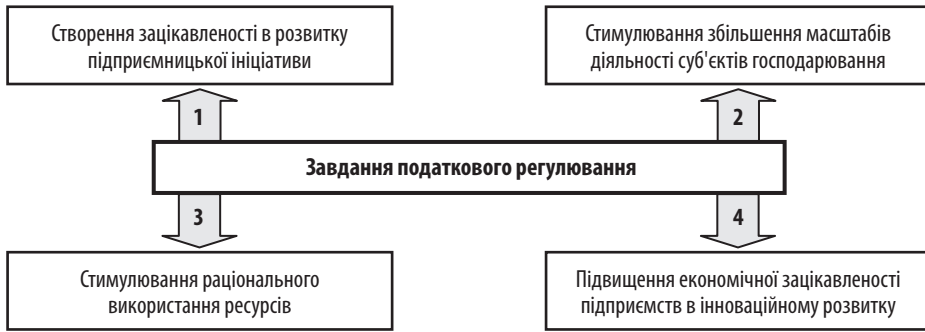 Створення зацікавленості в розвитку
підприємницької ініціативи
Стимулювання збільшення масштабів
діяльності суб'єктів господарювання
1
2
Завдання податкового регулювання
3
4
Стимулювання раціонального
використання ресурсів
Підвищення економічної зацікавленості
підприємств в інноваційному розвитку